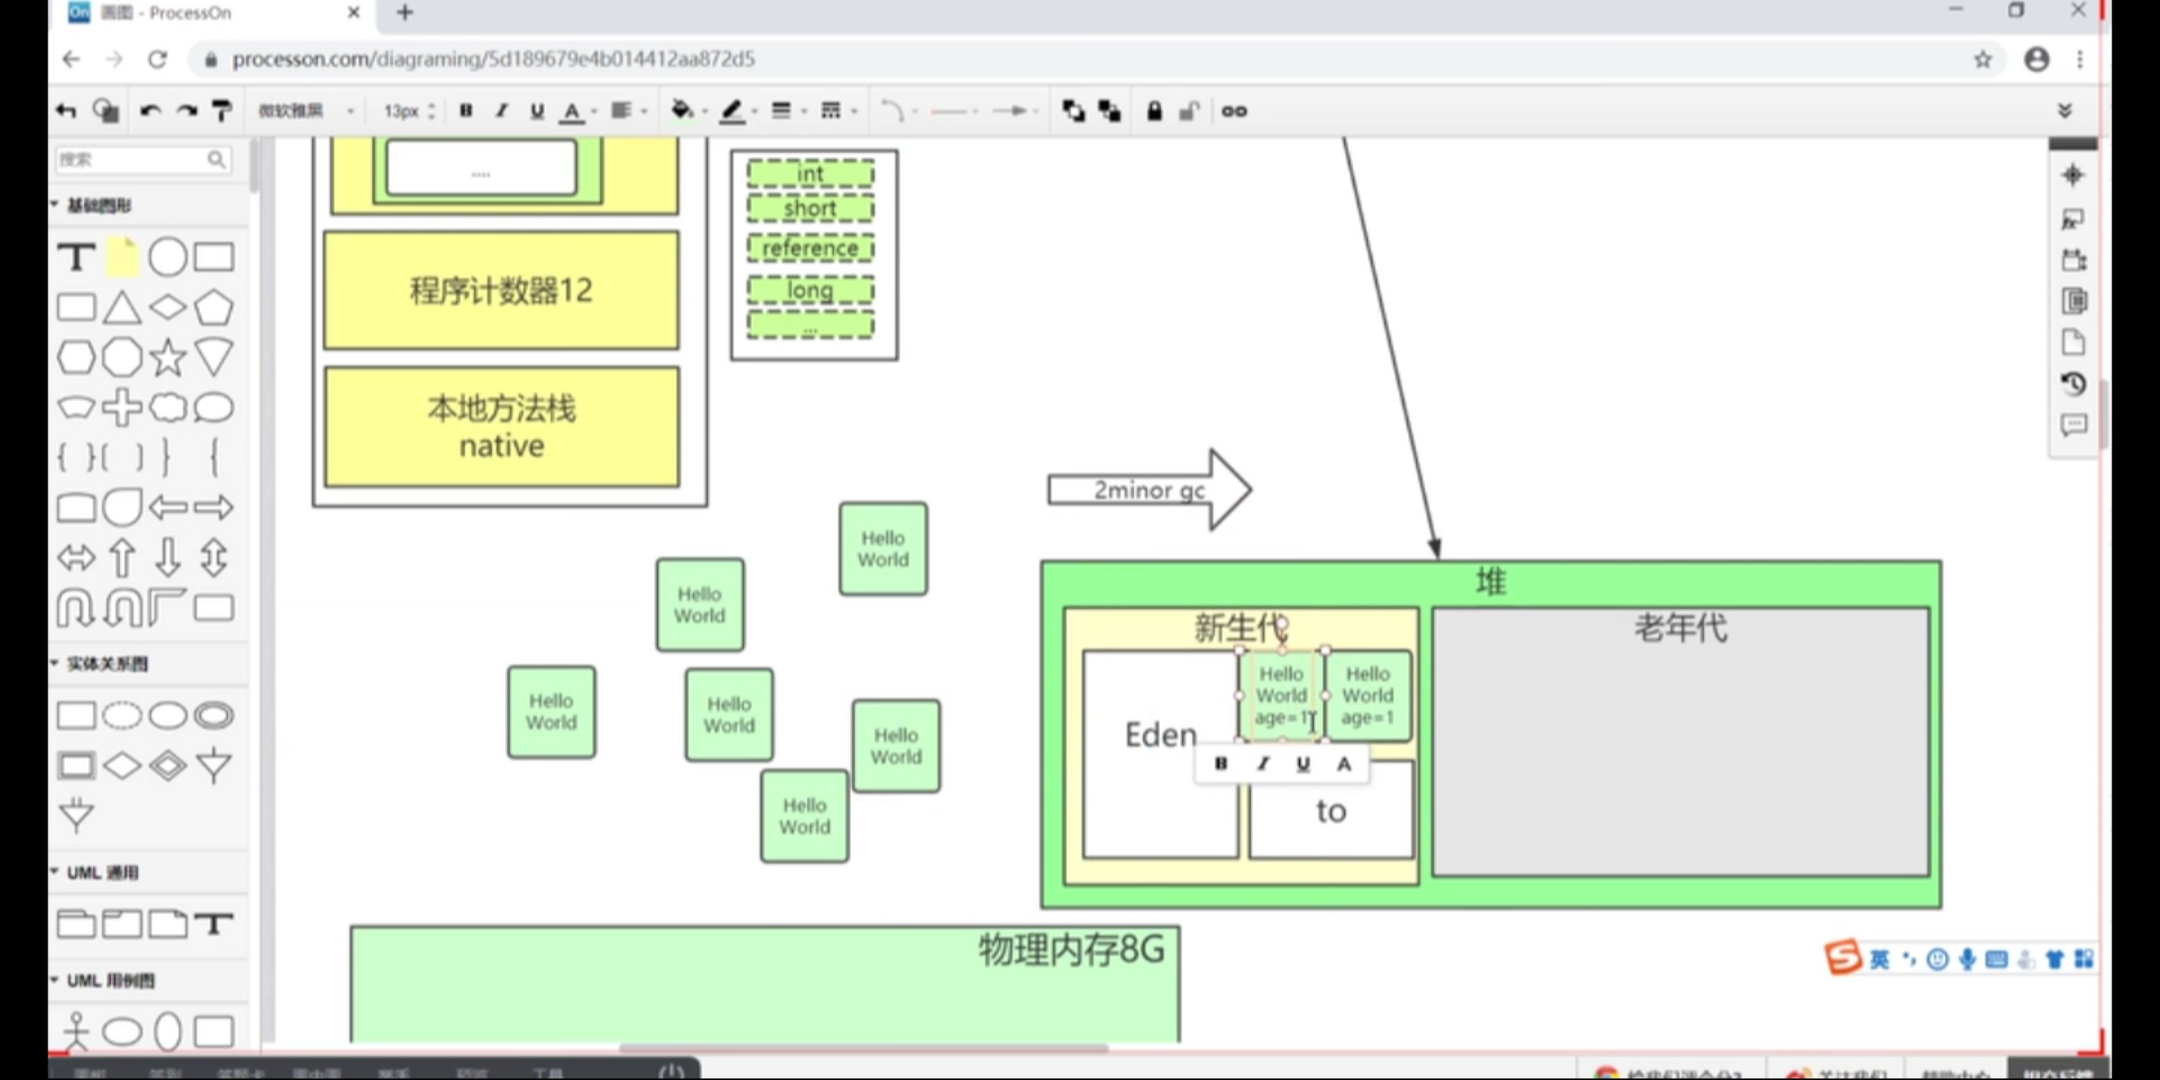 画图 - ProcessOn
processon.com/diagraming/5d189679e4b014412aa872d5
微软雅黑
13px
B I U A
搜索
基础图形
实体关系图
UML 通用
UML 用例图
....
程序计数器12
本地方法栈
native
int
short
reference
long
...
2minor gc
Hello
World
Hello
World
Hello
World
Hello
World
Hello
World
Hello
World
堆
新生代
老年代
Eden
Hello
World
age=1
Hello
World
age=1
B I U A
to
物理内存8G
英